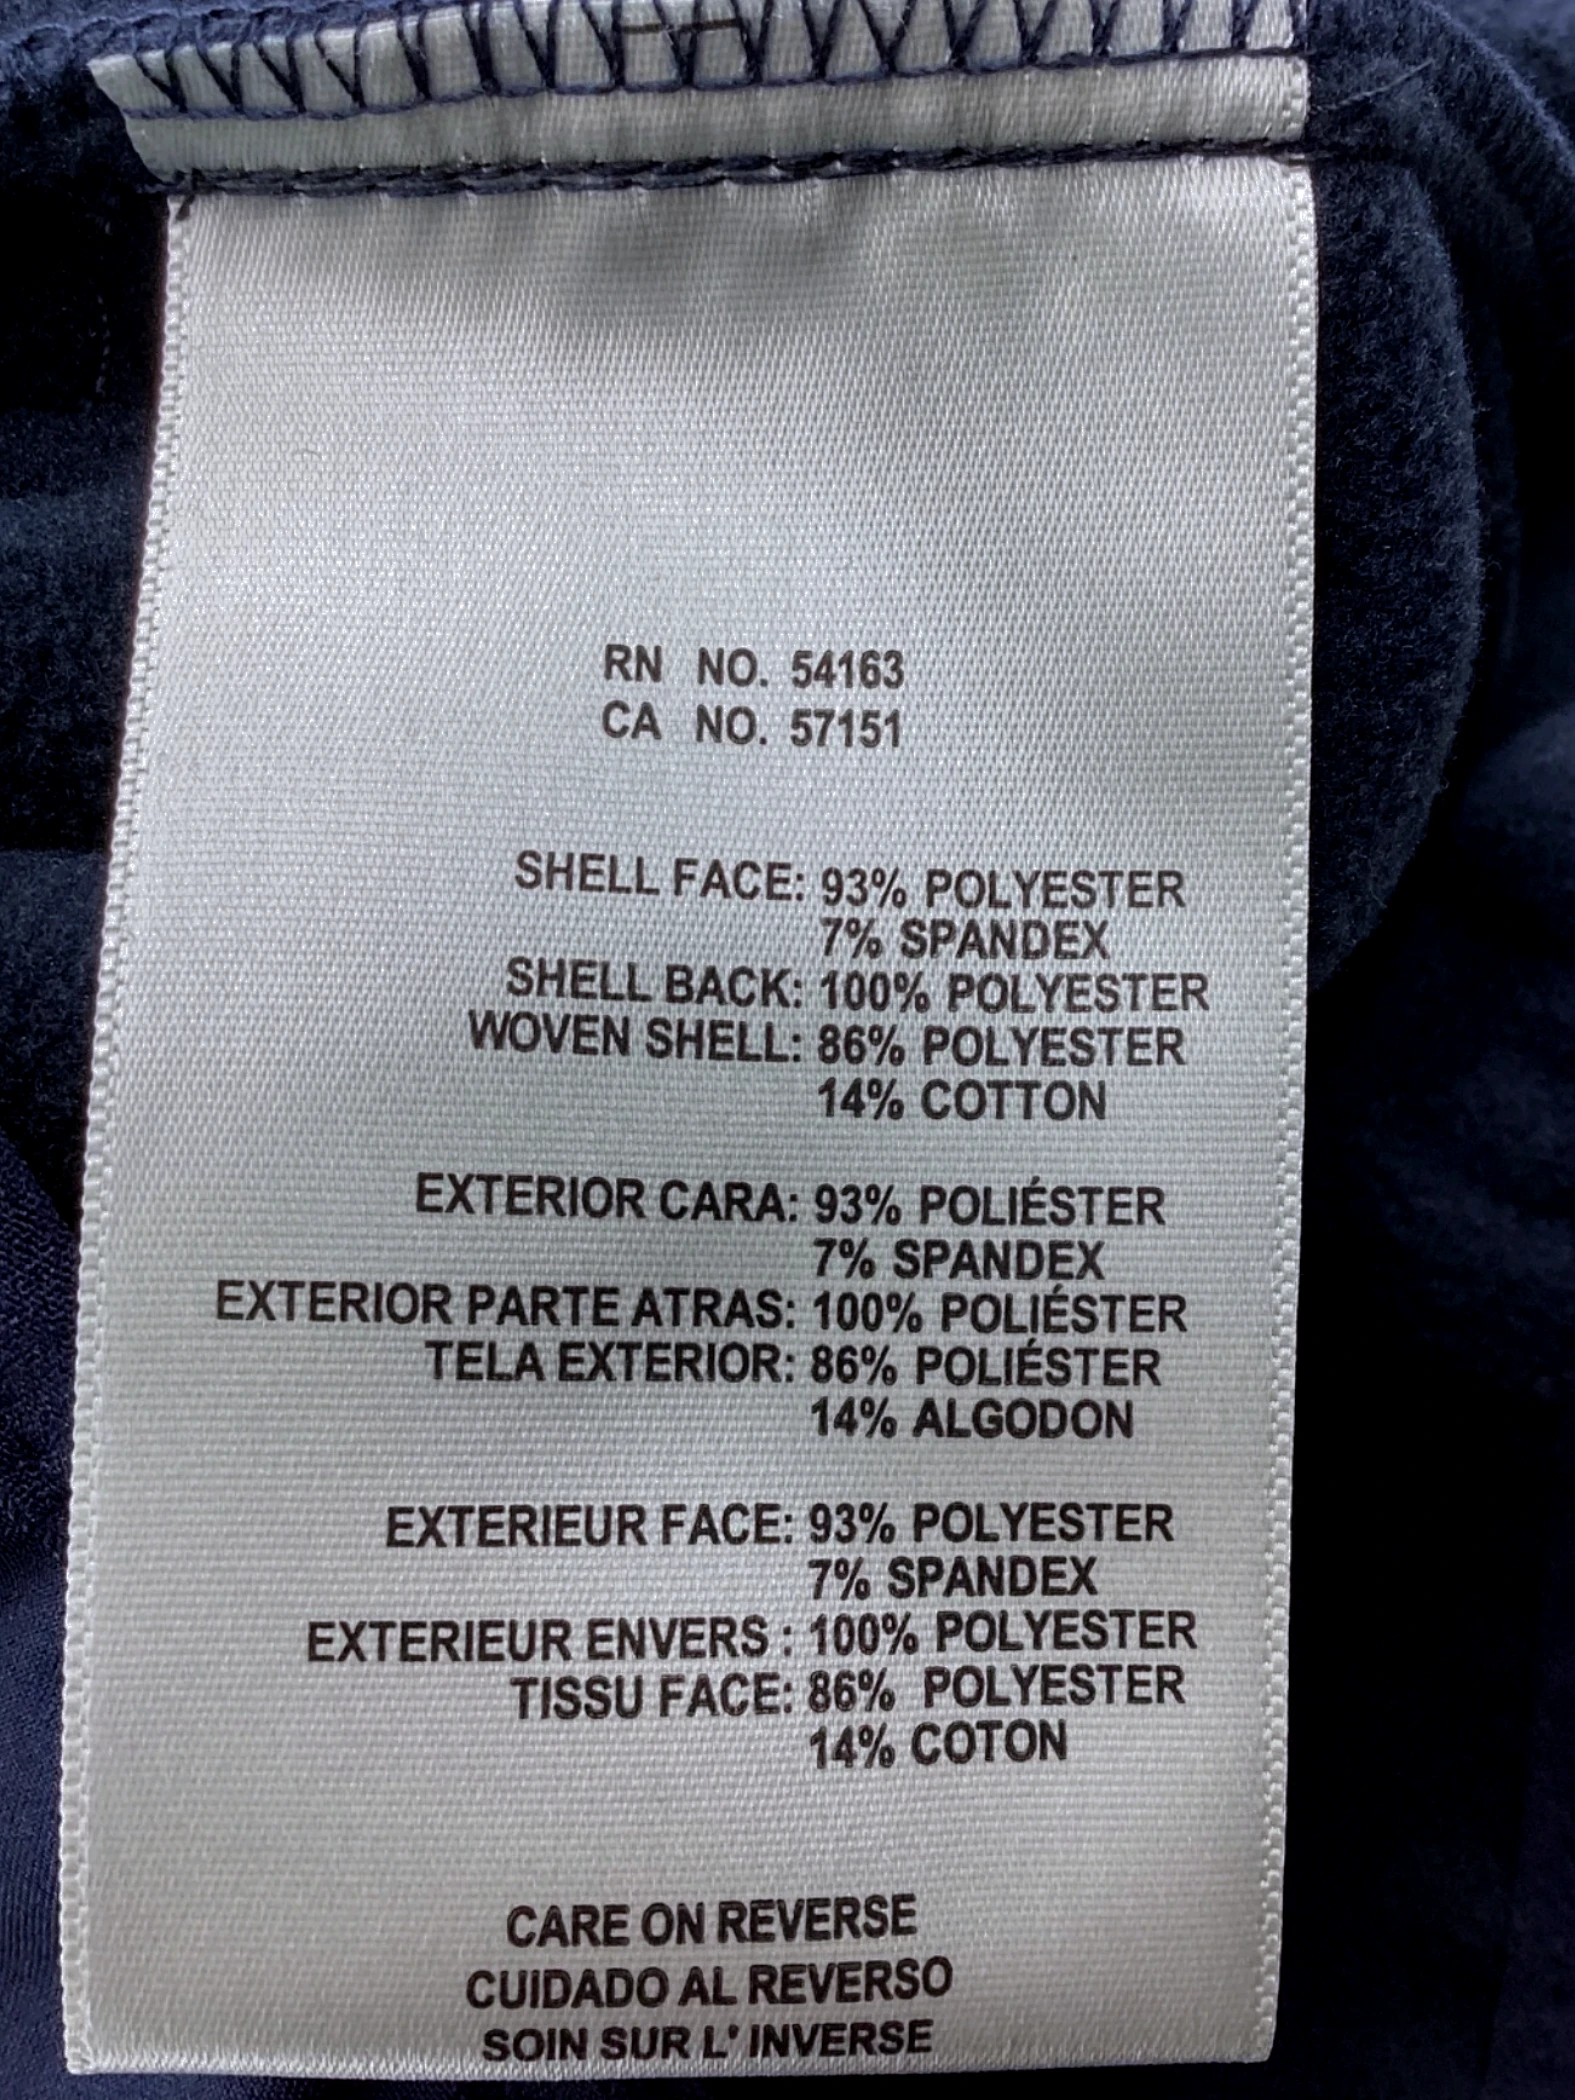 RN NO. 54163
CA NO. 57151
SHELL FACE: 93% POLYESTER
7% SPANDEX
SHELL BACK: 100% POLYESTER
WOVEN SHELL: 86% POLYESTER
14% COTTON
EXTERIOR CARA: 93% POLIÉSTER
7% SPANDEX
EXTERIOR PARTE ATRAS: 100% POLIÉSTER
TELA EXTERIOR: 86% POLIÉSTER
14% ALGODON
EXTERIEUR FACE: 93% POLYESTER
7% SPANDEX
EXTERIEUR ENVERS : 100% POLYESTER
TISSU FACE: 86% POLYESTER
14% COTON
CARE ON REVERSE
CUIDADO AL REVERSO
SOIN SUR L' INVERSE